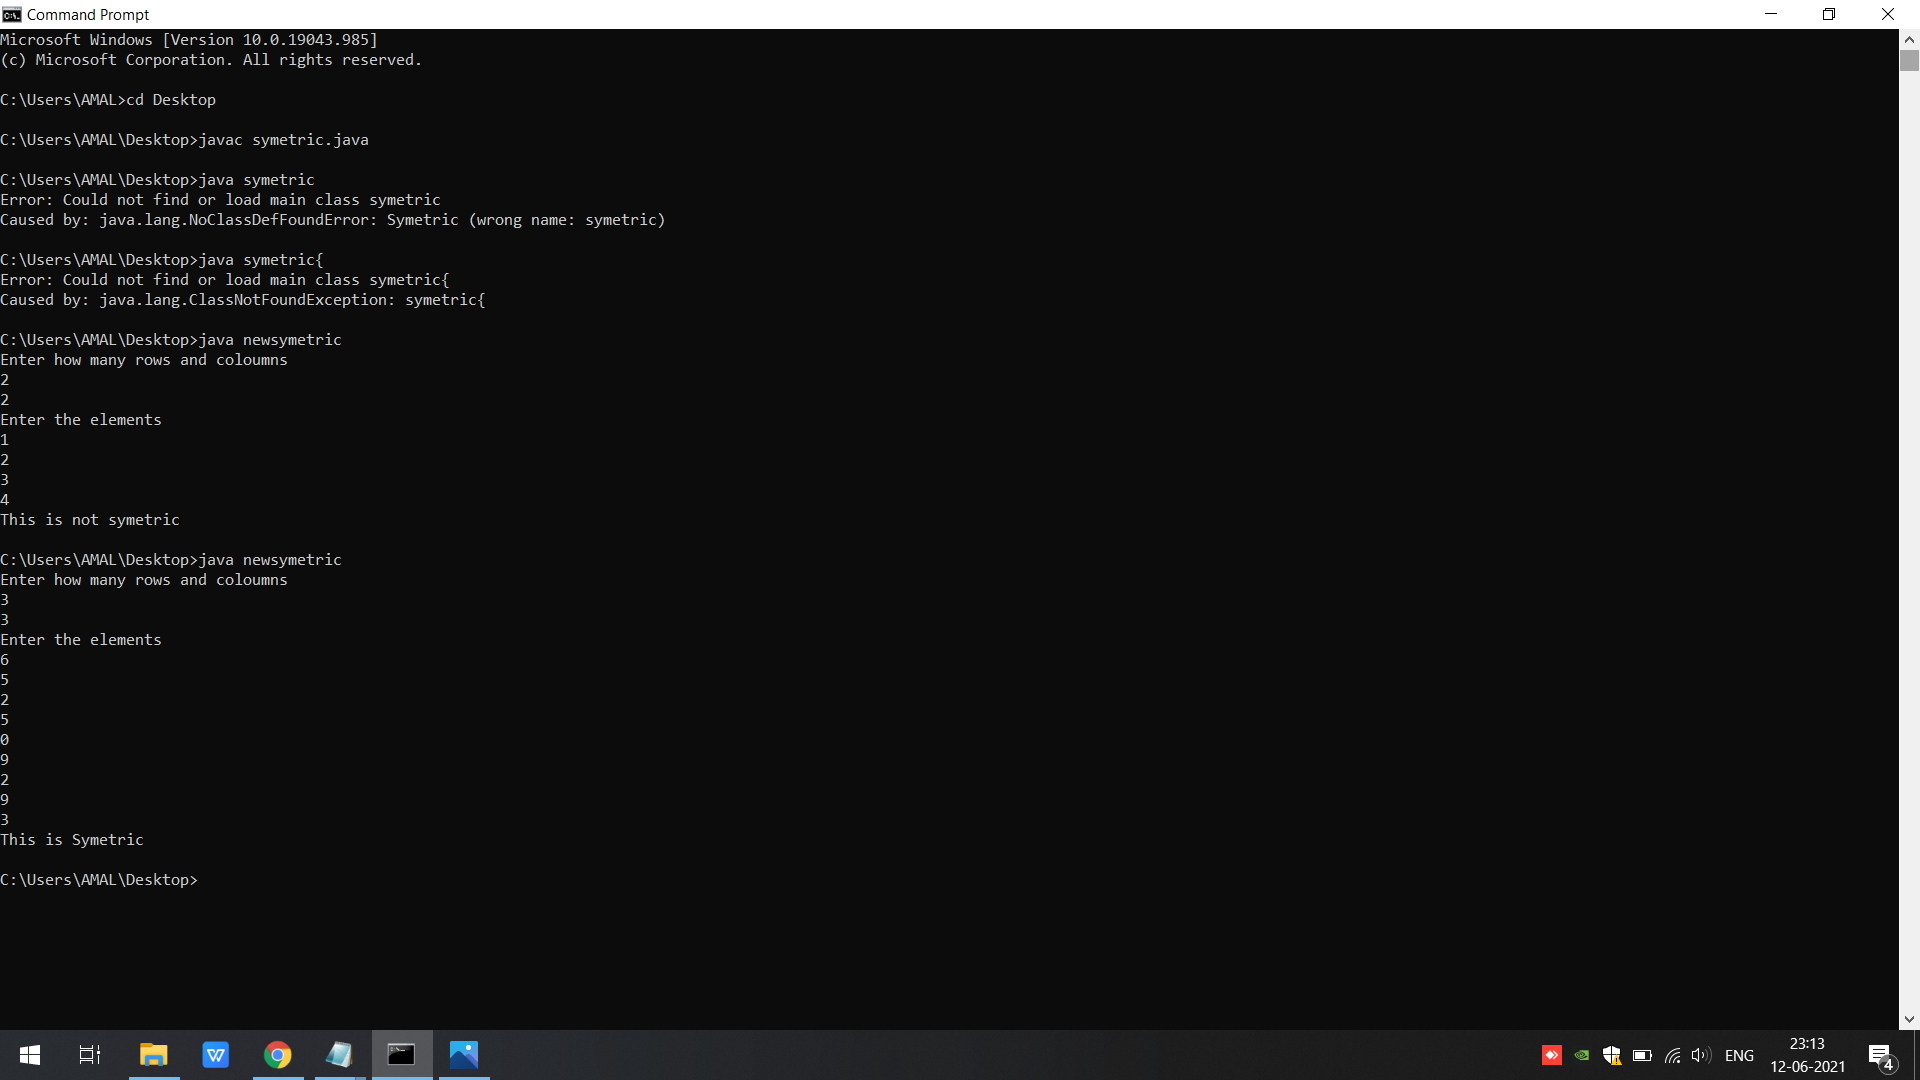 Command Prompt
Microsoft Windows [Version 10.0.19043.985]
(c) Microsoft Corporation. All rights reserved.
C:\Users\AMAL>cd Desktop
C:\Users\AMAL\Desktop>javac symetric.java
C:\Users\AMAL\Desktop>java symetric
Error: Could not find or load main class symetric
Caused by: java.lang.NoClassDefFoundError: Symetric (wrong name: symetric)
C:\Users\AMAL\Desktop>java symetric{
Error: Could not find or load main class symetric{
Caused by: java.lang.ClassNotFoundException: symetric{
C:\Users\AMAL\Desktop>java newsymetric
Enter how many rows and coloumns
2
2
Enter the elements
1
2
3
4
This is not symetric
C:\Users\AMAL\Desktop>java newsymetric
Enter how many rows and coloumns
3
3
Enter the elements
6
5
2
5
0
9
2
9
3
This is Symetric
C:\Users\AMAL\Desktop>
ENG
23:13
12-06-2021
4